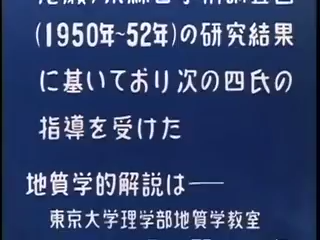 (1950年~52年)の研究結果
に基いており次の四氏の
指導を受けた
地質学的解説は――
東京大学理学部地質学教室